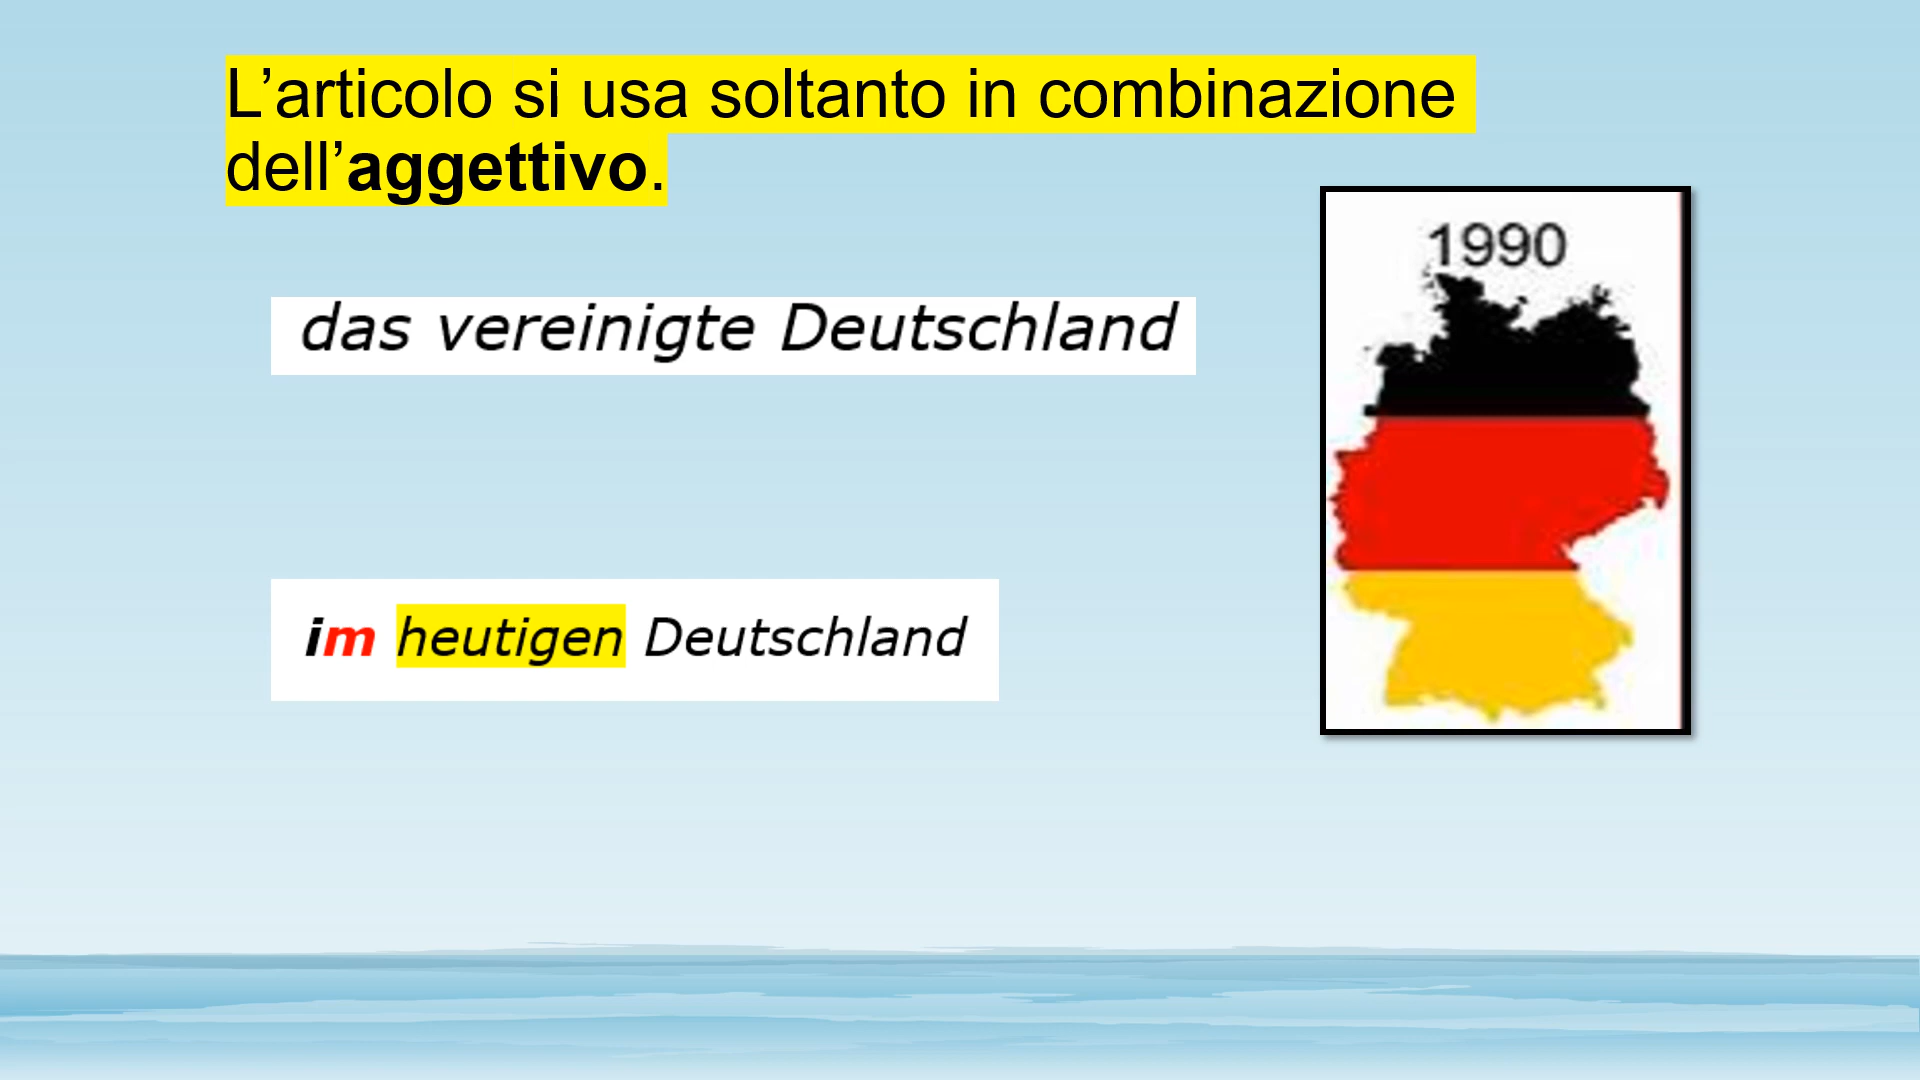 L’articolo si usa soltanto in combinazione
dell’aggettivo.
1990
das vereinigte Deutschland
im heutigen Deutschland